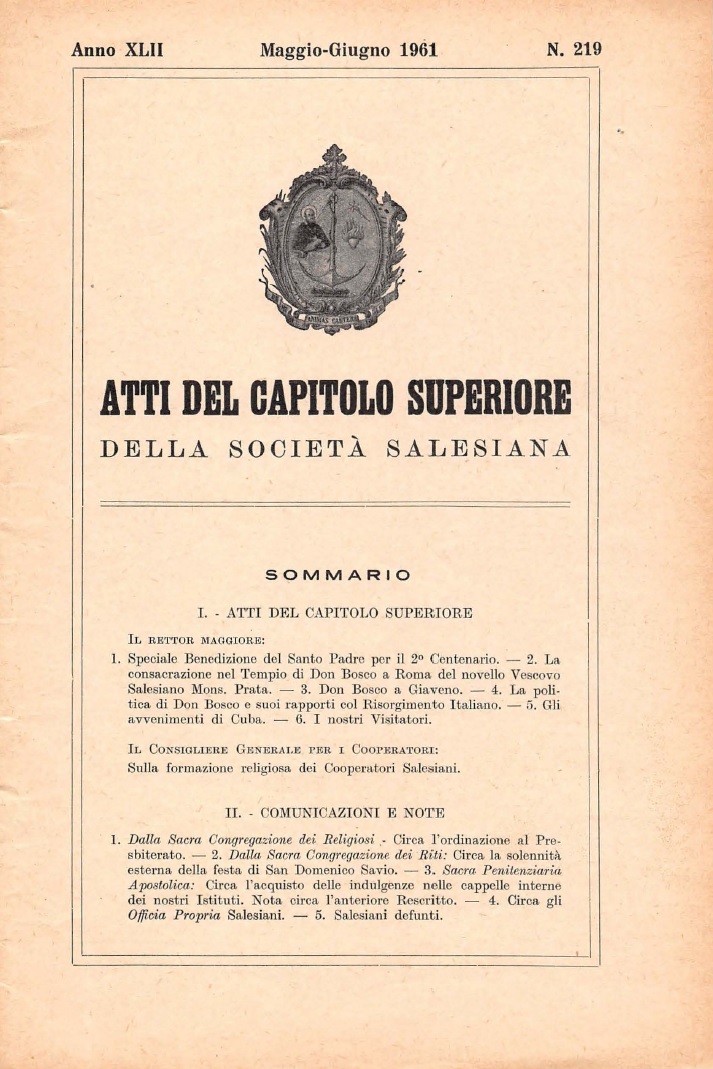 Anno XLII Maggio-Giugno 1961 N. 219
ATTI DEL CAPITOLO SUPERIORE
DELLA SOCIETÀ SALESIANA
SOMMARIO
I. - ATTI DEL CAPITOLO SUPERIORE
IL RETTOR MAGGIORE:
1. Speciale Benedizione del Santo Padre per il 2º Centenario. — 2. La
consacrazione nel Tempio di Don Bosco a Roma del novello Vescovo
Salesiano Mons. Prata. — 3. Don Bosco a Giaveno. — 4. La poli-
tica di Don Bosco e suoi rapporti col Risorgimento Italiano. — 5. Gli
avvenimenti di Cuba. — 6. I nostri Visitatori.
IL CONSIGLIERE GENERALE PER I COOPERATORI:
Sulla formazione religiosa dei Cooperatori Salesiani.
II. - COMUNICAZIONI E NOTE
1. Dalla Sacra Congregazione dei Religiosi - Circa l'ordinazione al Pre-
sbiterato. — 2. Dalla Sacra Congregazione dei Riti: Circa la solennità
esterna della festa di San Domenico Savio. — 3. Sacra Penitenziaria
Apostolica: Circa l'acquisto delle indulgenze nelle cappelle interne
dei nostri Istituti. Nota circa l'anteriore Rescritto. — 4. Circa gli
Officia Propria Salesiani. — 5. Salesiani defunti.